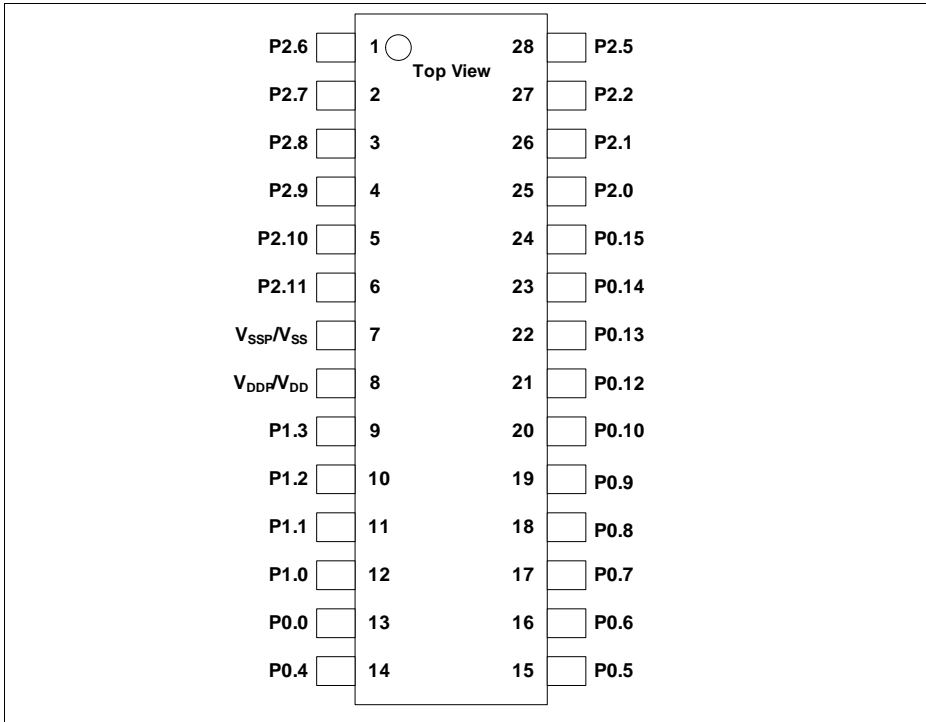 P2.6 1 28 P2.5
Top View
P2.7 2 27 P2.2
P2.8 3 26 P2.1
P2.9 4 25 P2.0
P2.10 5 24 P0.15
P2.11 6 23 P0.14
VSSP/VSS 7 22 P0.13
VDDP/VDD 8 21 P0.12
P1.3 9 20 P0.10
P1.2 10 19 P0.9
P1.1 11 18 P0.8
P1.0 12 17 P0.7
P0.0 13 16 P0.6
P0.4 14 15 P0.5